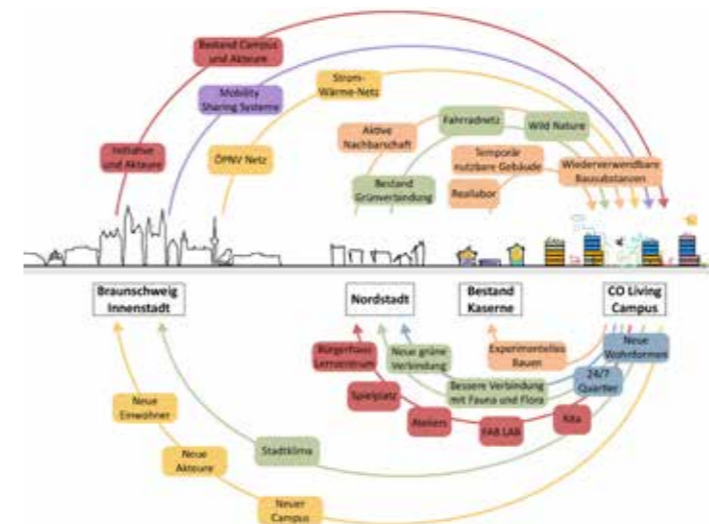 Bestand Campus
und Akteure
Strom-
Wärme-Netz
Mobility
Sharing Systeme
Fahrradnetz
Wild Nature
Aktive
Nachbarschaft
Initiative
und Akteure
ÖPNV Netz
Temporär
nutzbare Gebäude
Wiederverwendbare
Bausubstanzen
Bestand
Grünverbindung
Reallabor
Braunschweig
Innenstadt
Nordstadt
Bestand
Kaserne
CO Living
Campus
Bürgerhaus
Lernzentrum
Neue grüne
Verbindung
Experimentelles
Bauen
Neue
Wohnformen
24/7
Quartier
Bessere Verbindung
mit Fauna und Flora
Spielplatz
Ateliers
FAB LAB
Kita
Neue
Einwohner
Neue
Akteure
Stadtklima
Neuer
Campus